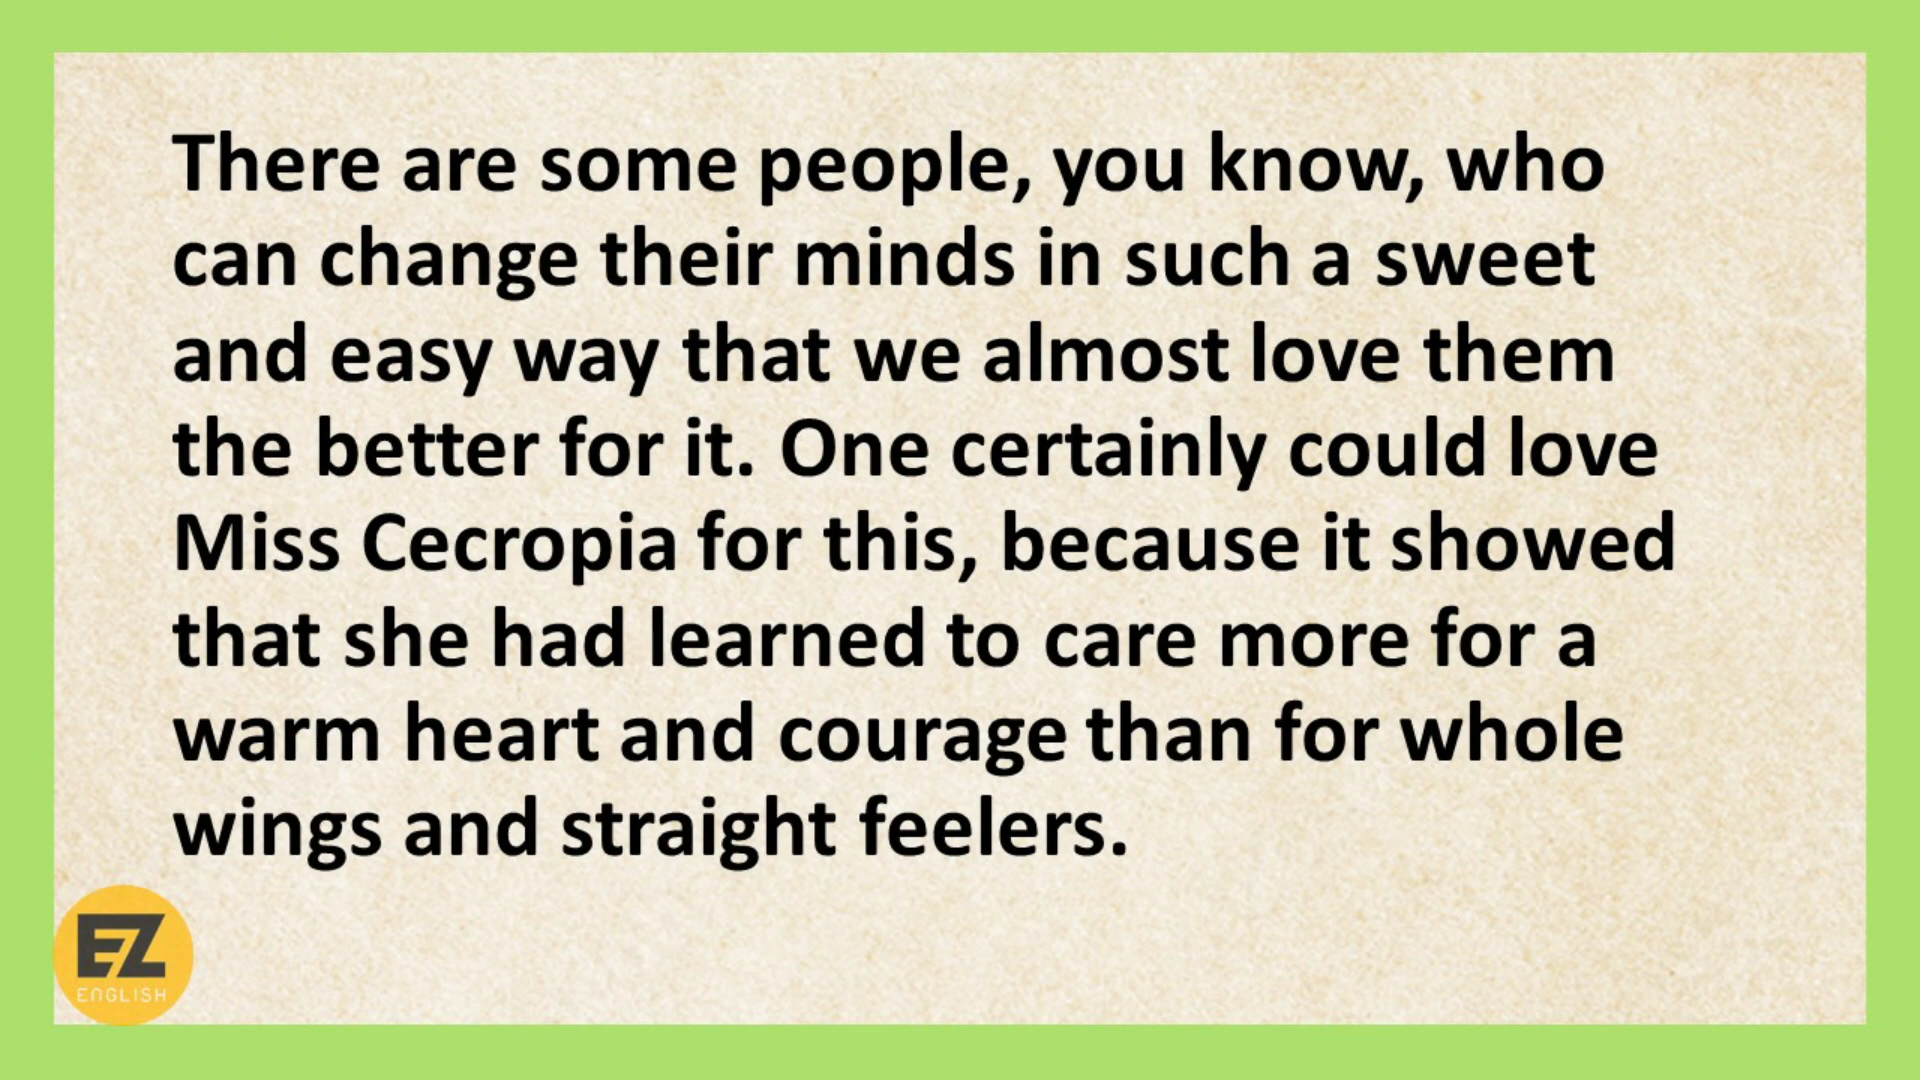 There are some people, you know, who
can change their minds in such a sweet
and easy way that we almost love them
the better for it. One certainly could love
Miss Cecropia for this, because it showed
that she had learned to care more for a
warm heart and courage than for whole
wings and straight feelers.
EZ
ENGLISH